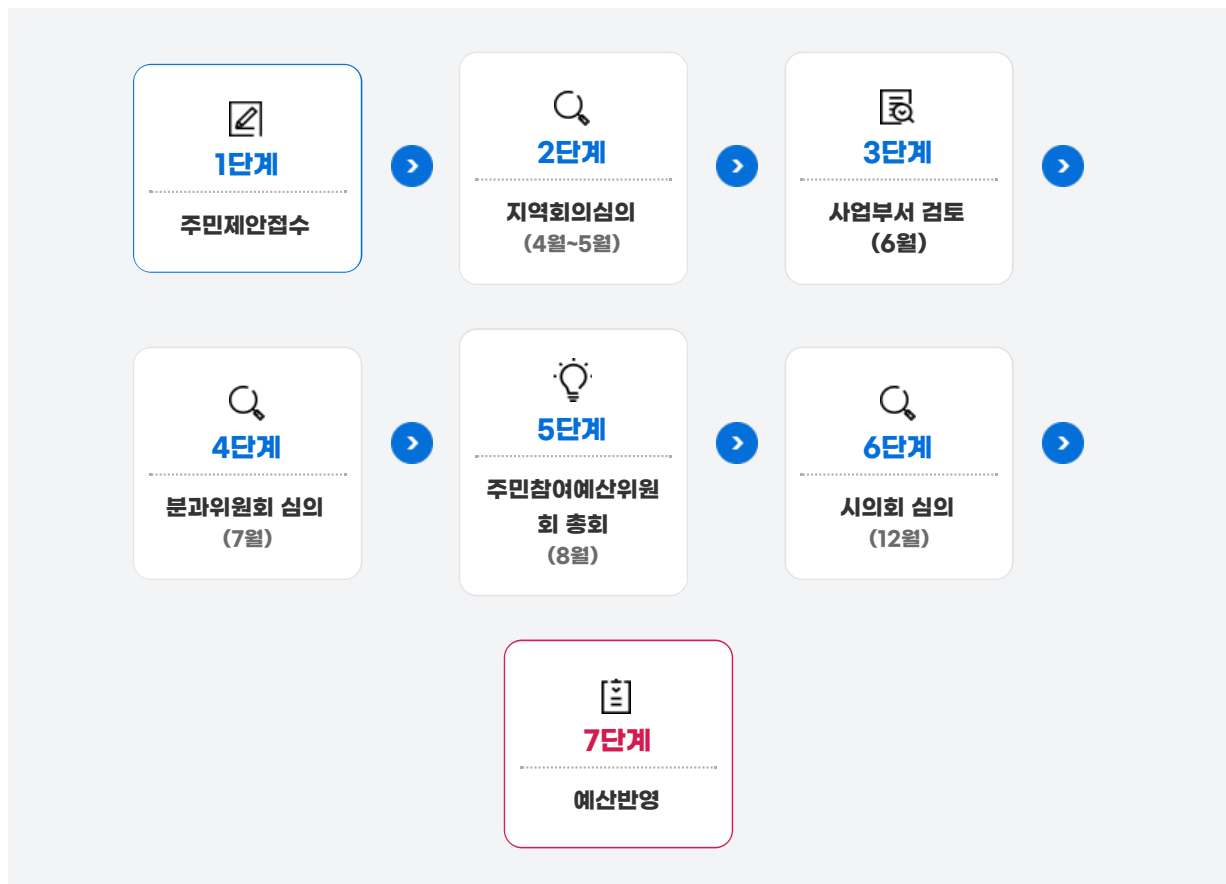 1단계
주민제안접수
2단계
지역회의심의
(4월~5월)
3단계
사업부서 검토
(6월)
4단계
분과위원회 심의
(7월)
5단계
주민참여예산위원
회 총회
(8월)
6단계
시의회 심의
(12월)
7단계
예산반영